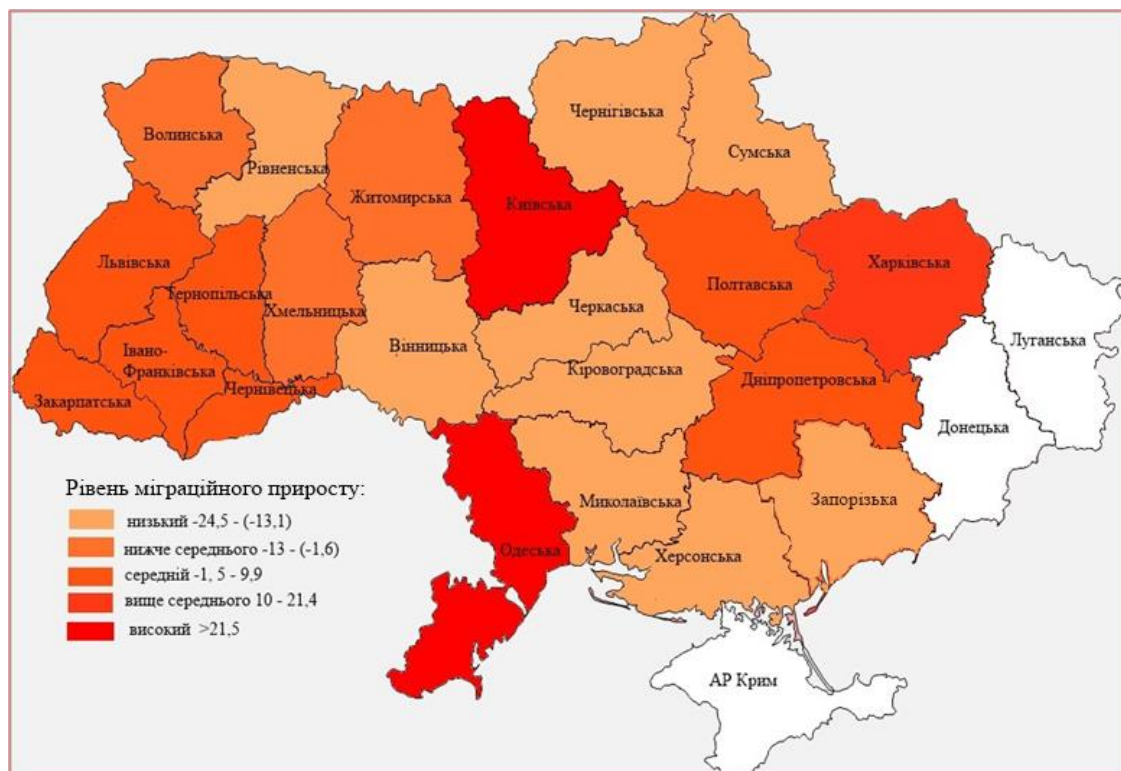 Чернігівська
Волинська
Сумська
Рівненська
Житомирська
Київська
Львівська
Харківська
Тернопільська
Полтавська
Хмельницька
Черкаська
Луганська
Вінницька
Івано-
Франківська
Кіровоградська
Чернівецька
Дніпропетровська
Закарпатська
Донецька
Рівень міграційного приросту:
низький -24,5 - (-13,1)
нижче середнього -13 - (-1,6)
середній -1, 5 - 9,9
вище середнього 10 - 21,4
високий >21,5
Миколаївська
Запорізька
Одеська
Херсонська
АР Крим